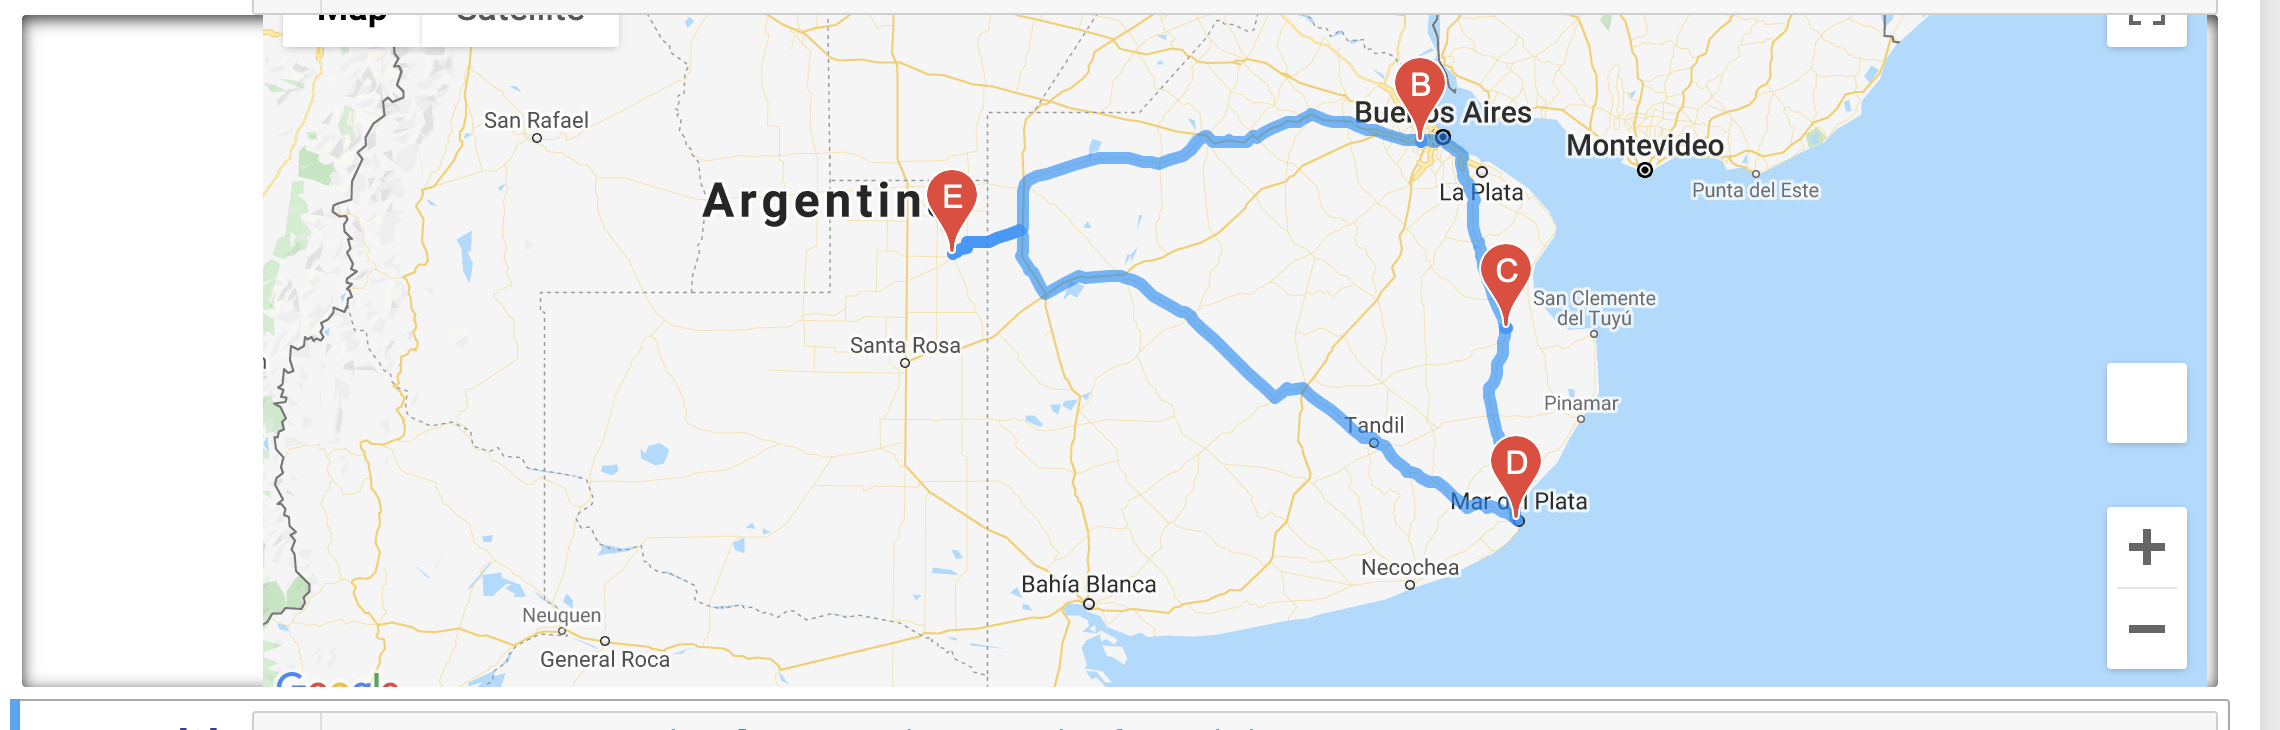 Map
Satellite
B
Buenos Aires
San Rafael
Montevideo
E
Argentina
La Plata
Punta del Este
C
San Clemente
del Tuyú
Santa Rosa
Pinamar
Tandil
D
Mar del Plata
Necochea
Bahía Blanca
Neuquen
General Roca
Google